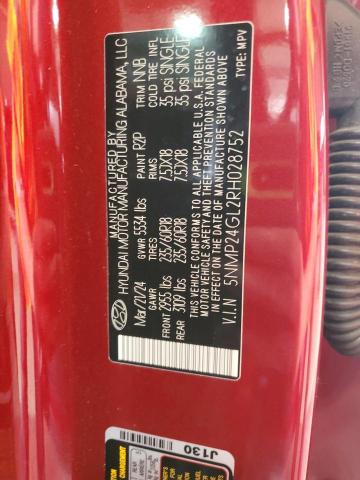 MANUFACTURED BY
HYUNDAI MOTOR MANUFACTURING ALABAMA, LLC
Mar/20/24 GVWR 5534 lbs PAINT R2P TRIM NNB
GAWR TIRES RIMS COLD TIRE INFL
FRONT 2955 lbs 235/60R18 7.5JX18 35 psi SINGLE
REAR 3109 lbs 235/60R18 7.5JX18 35 psi SINGLE
THIS VEHICLE CONFORMS TO ALL APPLICABLE U.S.A. FEDERAL
MOTOR VEHICLE SAFETY, BUMPER AND THEFT PREVENTION STANDARDS
IN EFFECT ON THE DATE OF MANUFACTURE SHOWN ABOVE.
V.I.N 5NMP24GL2RH028752 TYPE: MPV
J130